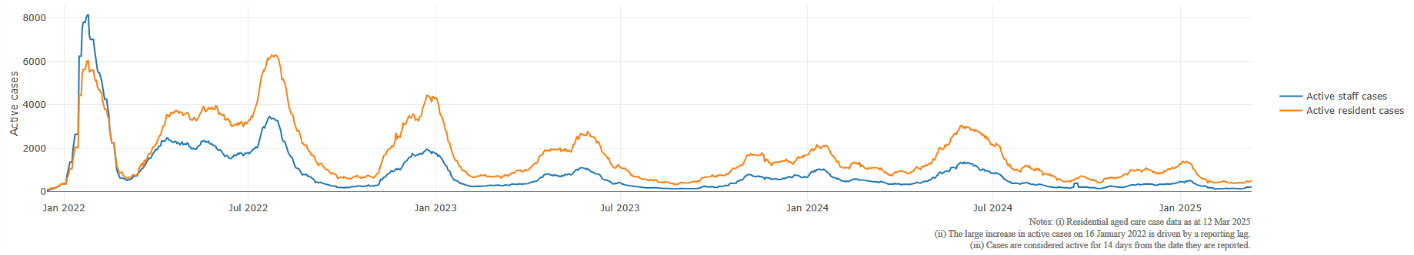 8000
6000
4000
2000
0
Active cases
Jan 2022
Jul 2022
Jan 2023
Jul 2023
Jan 2024
Jul 2024
Jan 2025
Active staff cases
Active resident cases
Notes: (i) Residential aged care case data as at 12 Mar 2025
(ii) The large increase in active cases on 16 January 2022 is driven by a reporting lag.
(iii) Cases are considered active for 14 days from the date they are reported.